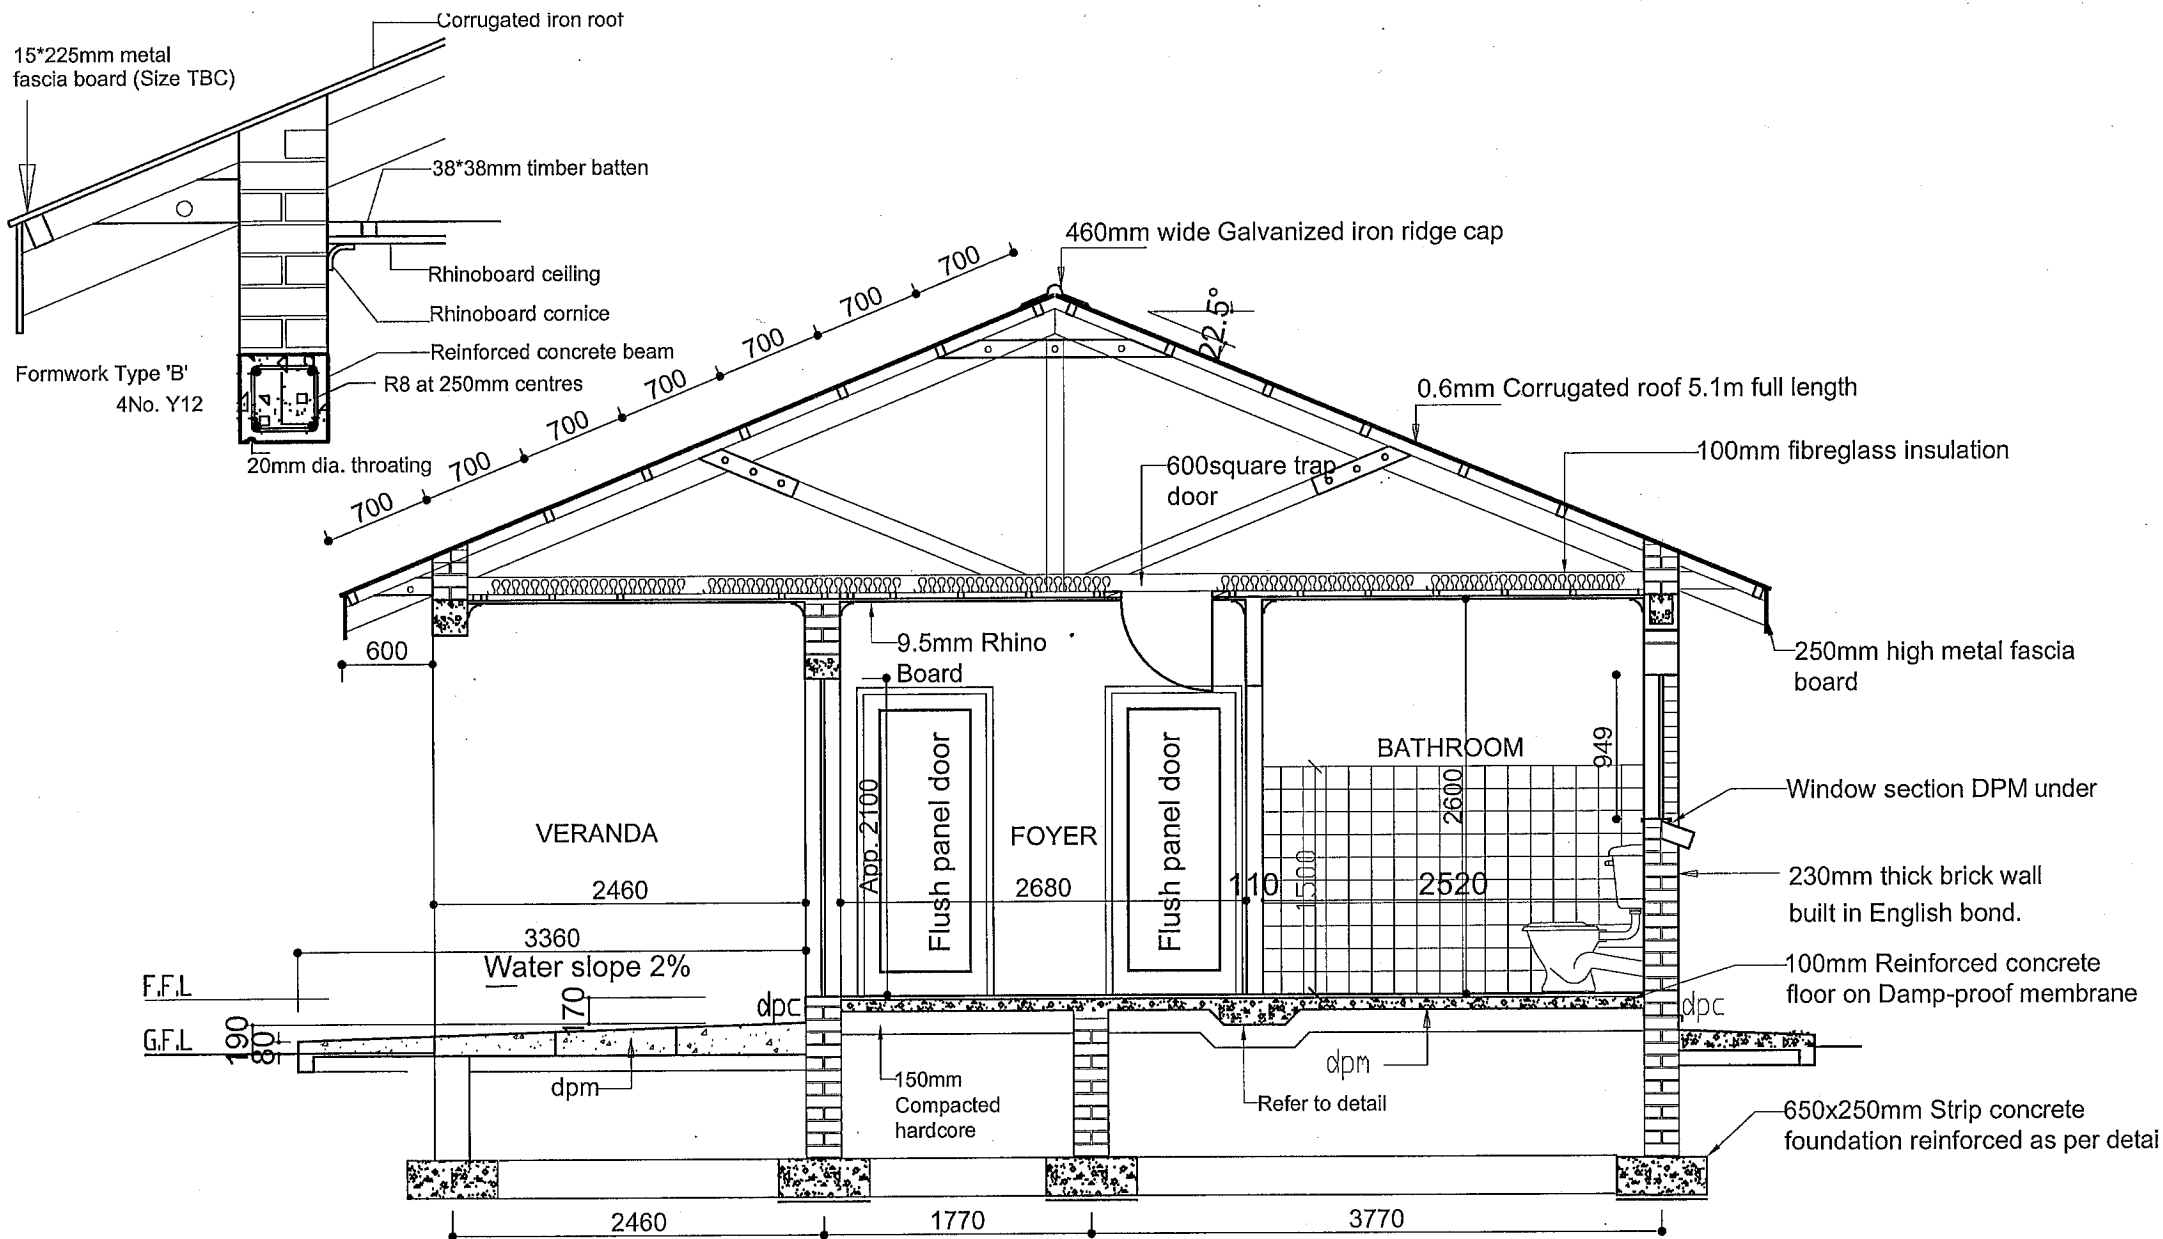 Corrugated iron roof
15*225mm metal
fascia board (Size TBC)
38*38mm timber batten
Rhinoboard ceiling
Rhinoboard cornice
Reinforced concrete beam
Formwork Type 'B'
R8 at 250mm centres
4No. Y12
20mm dia. throating
700
700
700
700
700
700
700
460mm wide Galvanized iron ridge cap
22.5°
0.6mm Corrugated roof 5.1m full length
100mm fibreglass insulation
600square trap
door
600
9.5mm Rhino
Board
250mm high metal fascia
board
949
BATHROOM
2600
1500
Window section DPM under
VERANDA
App. 2100
Flush panel door
FOYER
Flush panel door
2460
2680
110
2520
230mm thick brick wall
built in English bond.
3360
Water slope 2%
100mm Reinforced concrete
floor on Damp-proof membrane
F.F.L
170
dpc
dpc
190
80
G.F.L
dpm
150mm
Compacted
hardcore
dpm
Refer to detail
650x250mm Strip concrete
foundation reinforced as per detai
2460
1770
3770